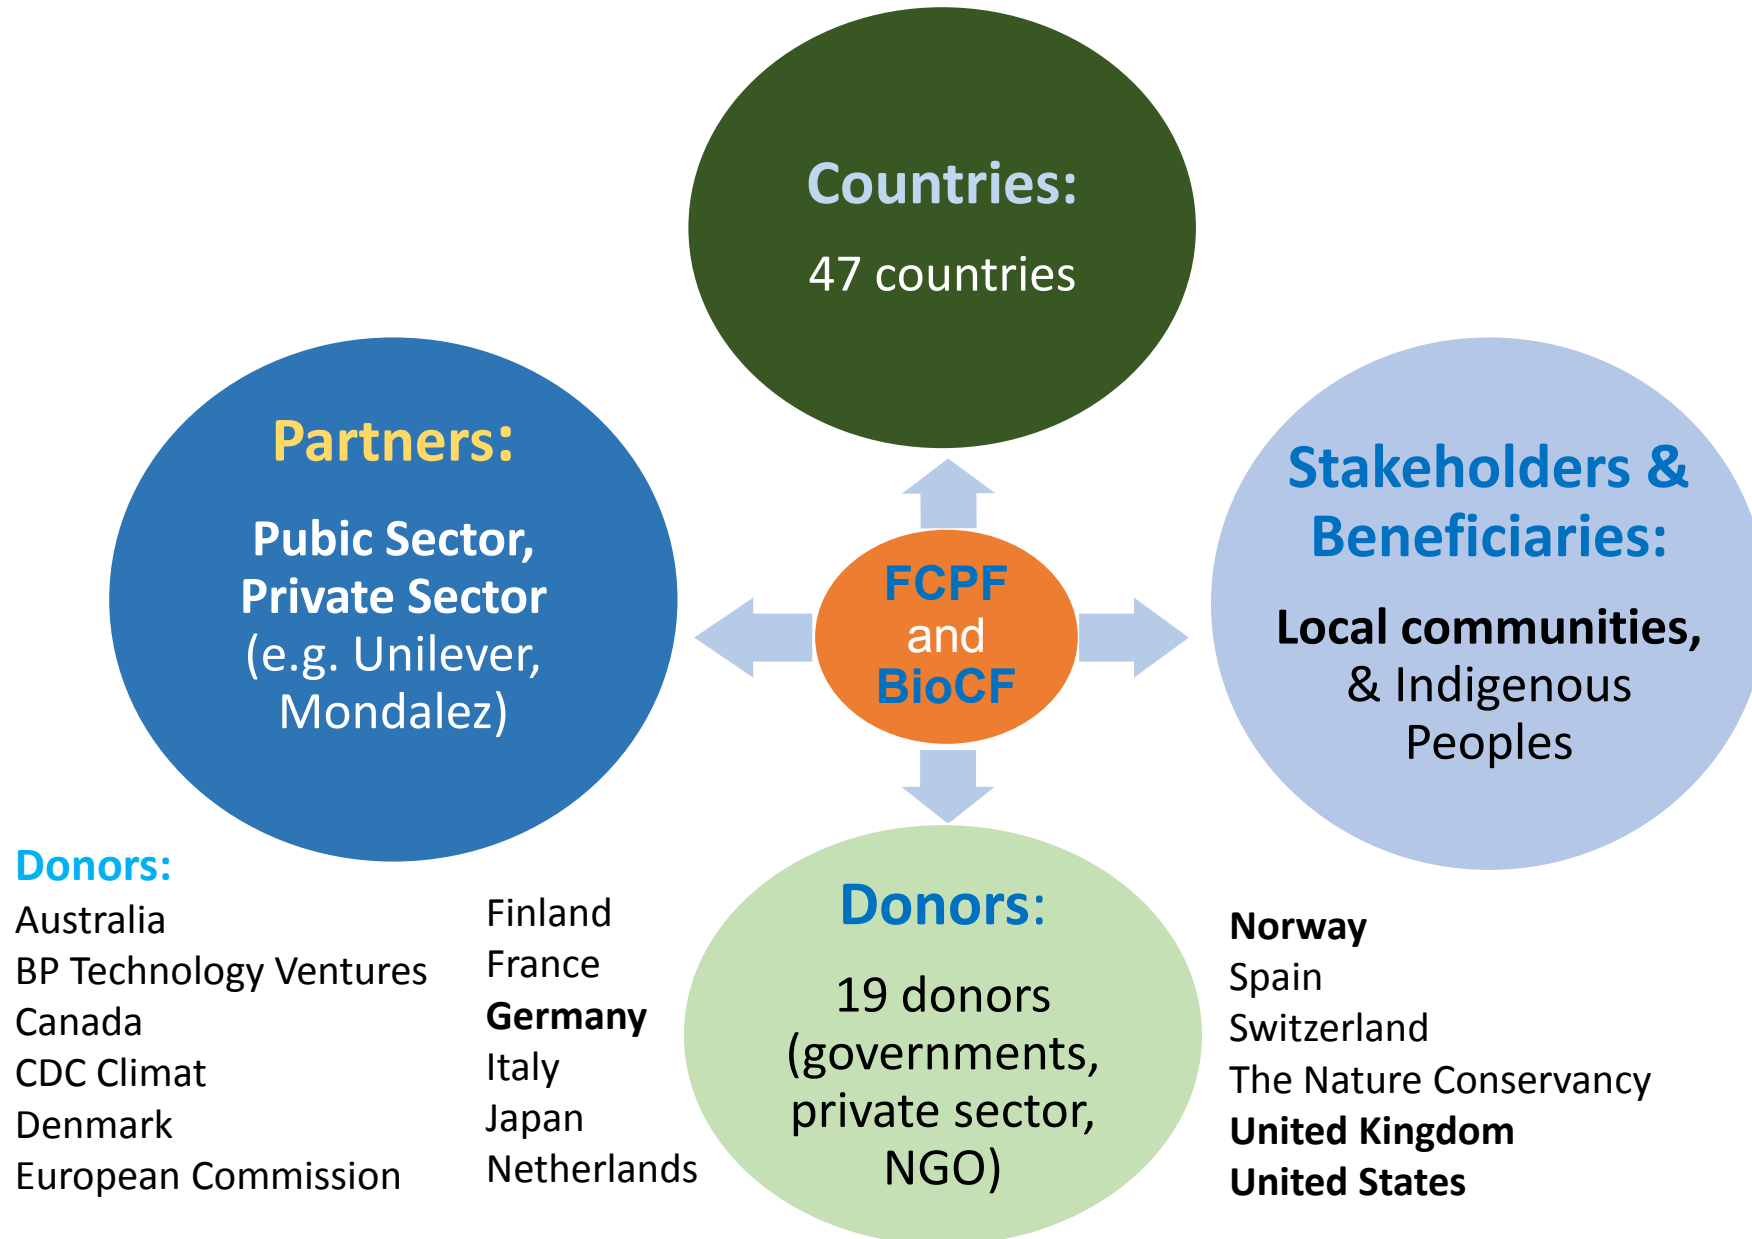 Countries:
47 countries
Partners:
Pubic Sector,
Private Sector
(e.g. Unilever,
Mondalez)
FCPF
and
BioCF
Stakeholders &
Beneficiaries:
Local communities,
& Indigenous
Peoples
Donors:
19 donors
(governments,
private sector,
NGO)
Donors:
Australia
BP Technology Ventures
Canada
CDC Climat
Denmark
European Commission
Finland
France
Germany
Italy
Japan
Netherlands
Norway
Spain
Switzerland
The Nature Conservancy
United Kingdom
United States